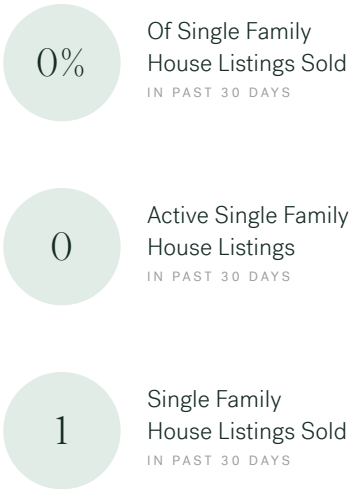 0%
Of Single Family
House Listings Sold
IN PAST 30 DAYS
0
Active Single Family
House Listings
IN PAST 30 DAYS
1
Single Family
House Listings Sold
IN PAST 30 DAYS